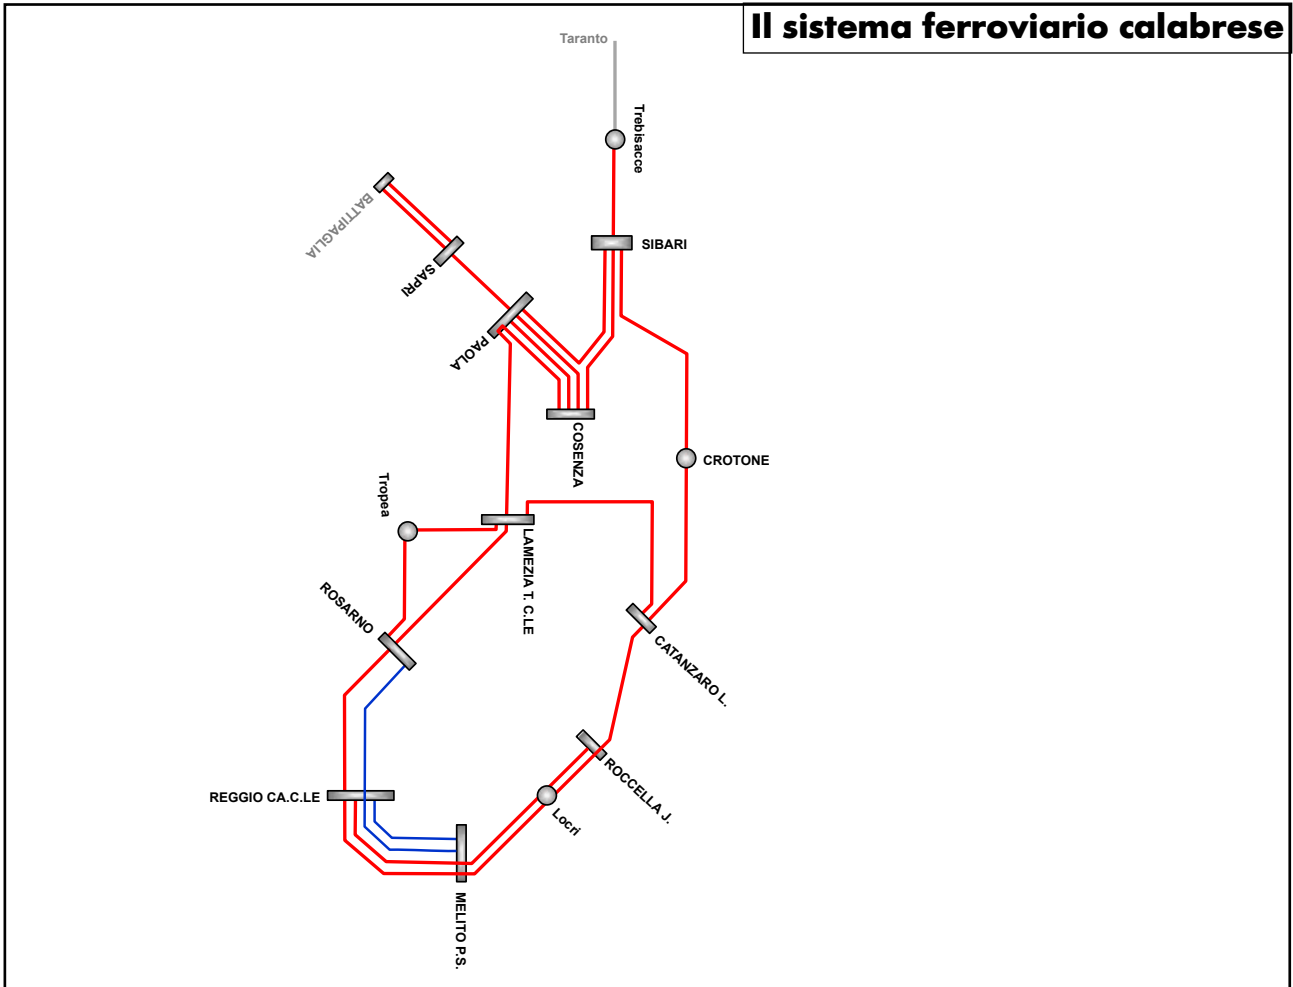 Il sistema ferroviario calabrese
Taranto
Trebisacce
BATTIPAGLIA
SIBARI
SAPRI
PAOLA
COSENZA
CROTONE
Tropea
LAMEZIA T. C.LE
ROSARNO
CATANZARO L.
ROCCELLA J.
REGGIO CA.C.LE
Locri
MELITO P.S.